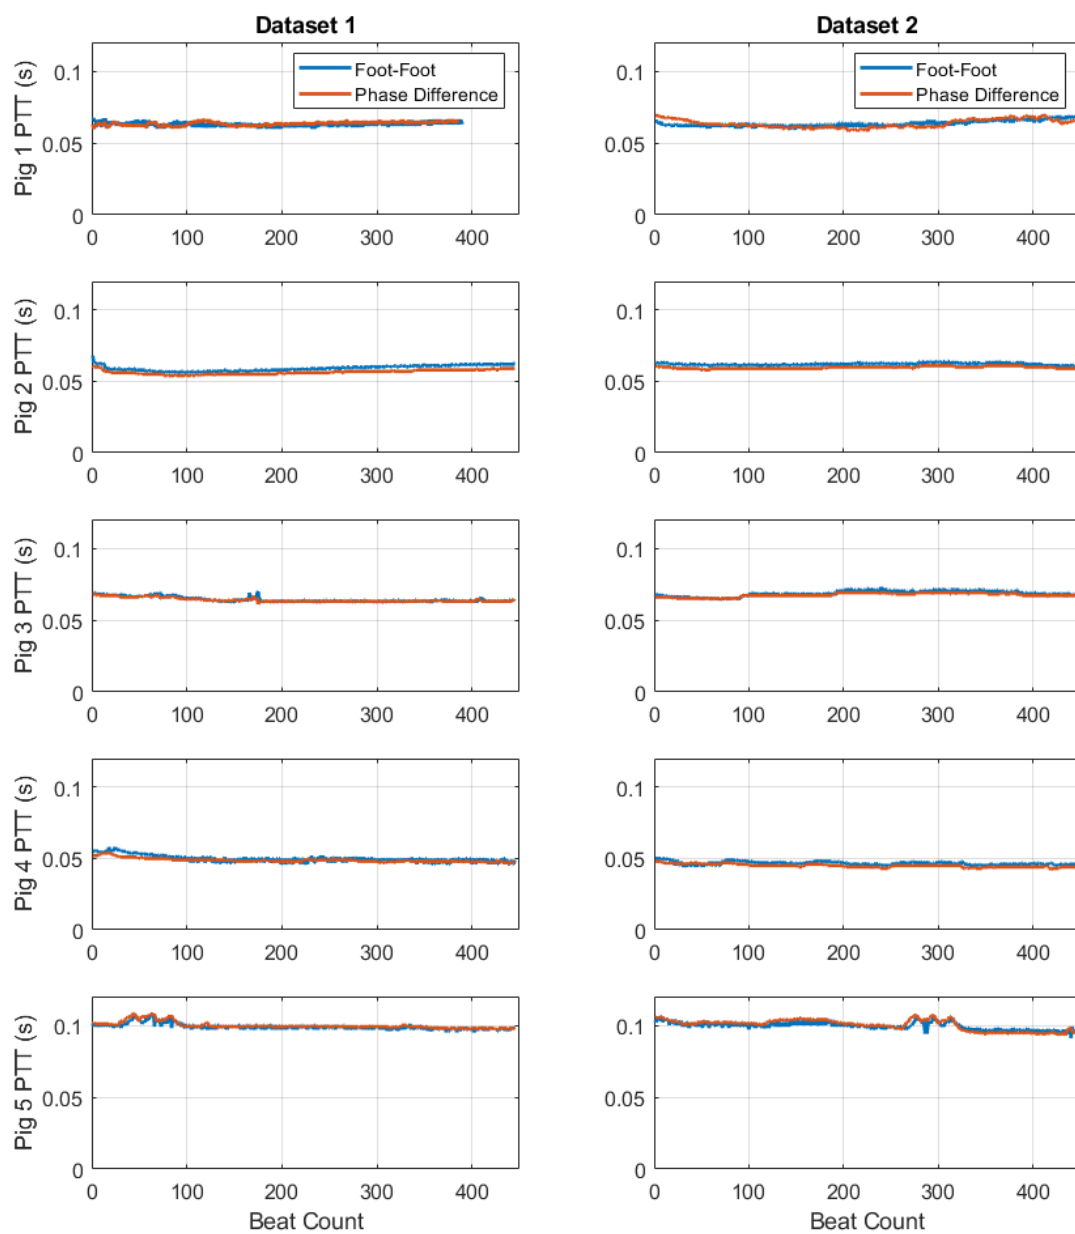 Dataset 1
Dataset 2
Pig 1 PTT (s)
0.1
0.05
0
0 100 200 300 400
Foot-Foot
Phase Difference
0.1
0.05
0
0 100 200 300 400
Foot-Foot
Phase Difference
Pig 2 PTT (s)
0.1
0.05
0
0 100 200 300 400
0.1
0.05
0
0 100 200 300 400
Pig 3 PTT (s)
0.1
0.05
0
0 100 200 300 400
0.1
0.05
0
0 100 200 300 400
Pig 4 PTT (s)
0.1
0.05
0
0 100 200 300 400
0.1
0.05
0
0 100 200 300 400
Pig 5 PTT (s)
0.1
0.05
0
0 100 200 300 400
Beat Count
0.1
0.05
0
0 100 200 300 400
Beat Count